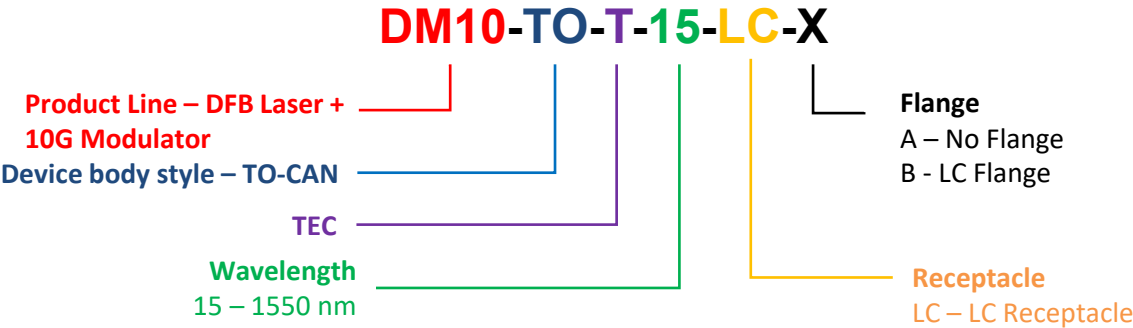 DM10-TO-T-15-LC-X
Product Line – DFB Laser +
10G Modulator
Device body style – TO-CAN
TEC
Wavelength
15 – 1550 nm
Flange
A – No Flange
B - LC Flange
Receptacle
LC – LC Receptacle